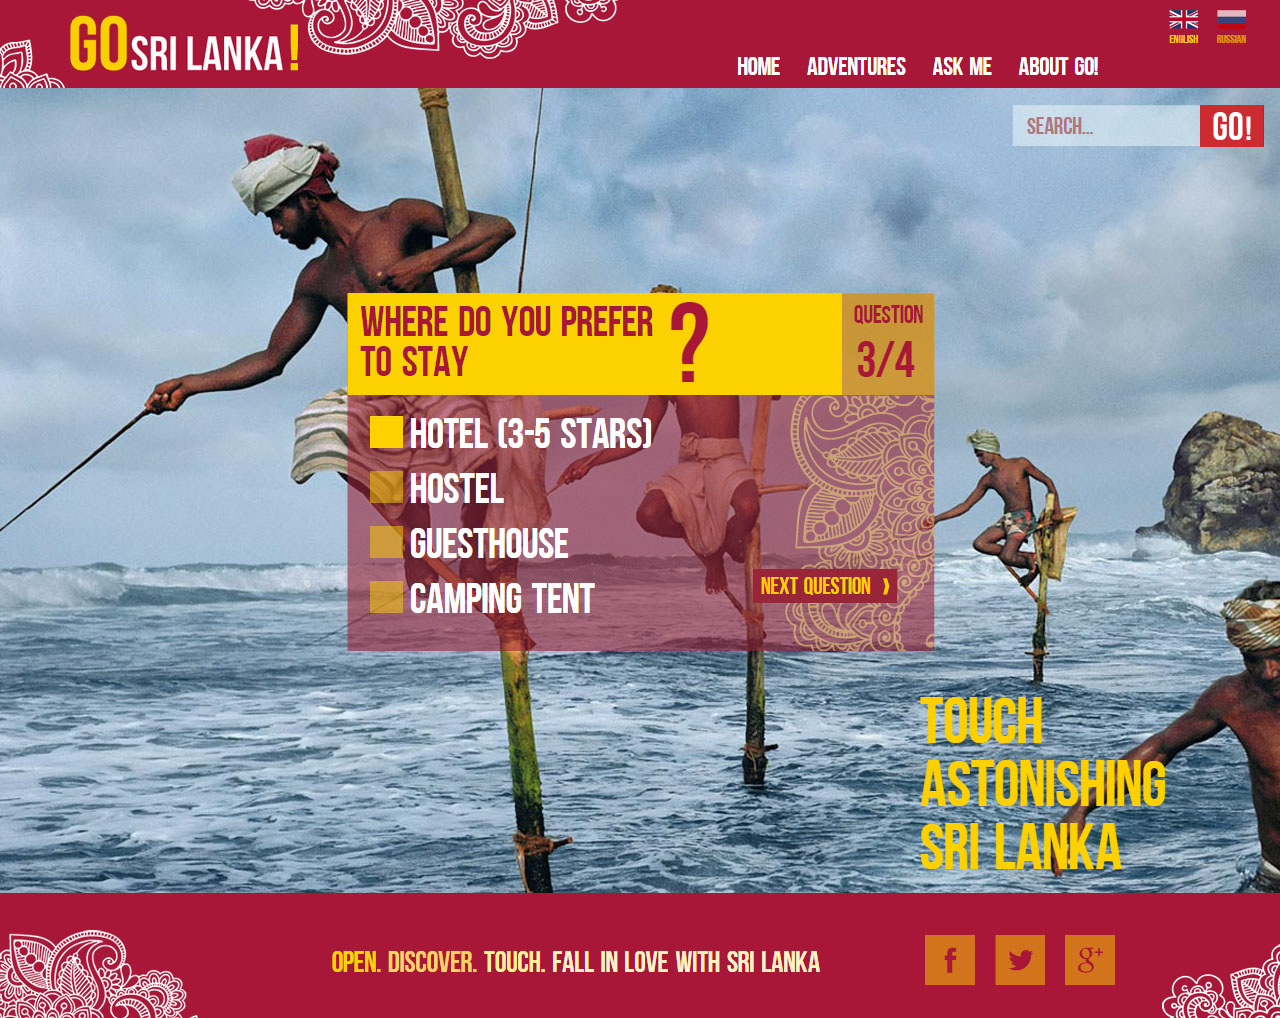 GO SRI LANKA!
ENGLISH
RUSSIAN
HOME ADVENTURES ASK ME ABOUT GO!
SEARCH...
GO!
WHERE DO YOU PREFER
TO STAY
?
QUESTION
3/4
HOTEL (3-5 STARS)
HOSTEL
GUESTHOUSE
CAMPING TENT
NEXT QUESTION ❯
TOUCH
ASTONISHING
SRI LANKA
OPEN. DISCOVER. TOUCH. FALL IN LOVE WITH SRI LANKA
f
g+